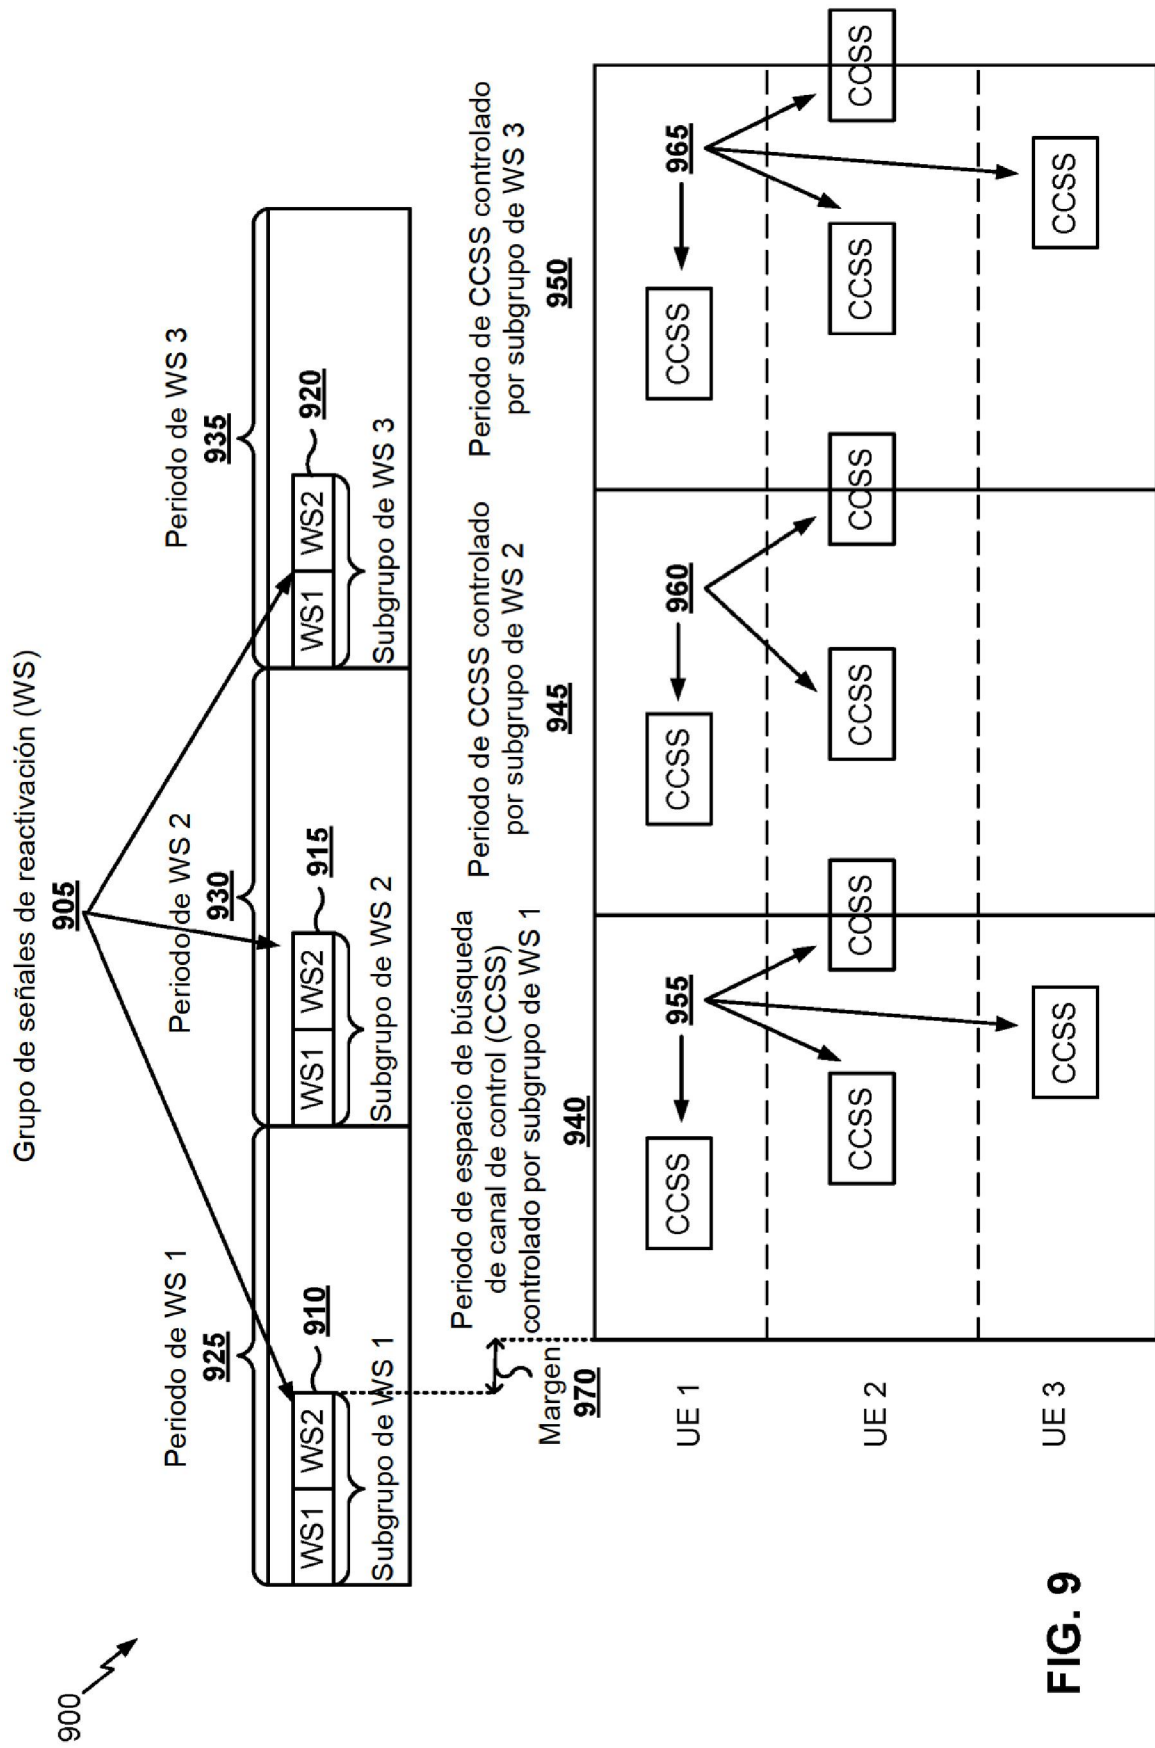 900
Grupo de señales de reactivación (WS)
905
Periodo de WS 1
925
Periodo de WS 2
930
Periodo de WS 3
935
WS1 WS2
910
Subgrupo de WS 1
WS1 WS2
915
Subgrupo de WS 2
WS1 WS2
920
Subgrupo de WS 3
Margen
970
Periodo de espacio de búsqueda
de canal de control (CCSS)
controlado por subgrupo de WS 1
940
Periodo de CCSS controlado
por subgrupo de WS 2
945
Periodo de CCSS controlado
por subgrupo de WS 3
950
UE 1
CCSS
955
CCSS
960
CCSS
965
UE 2
CCSS
CCSS
CCSS
CCSS
CCSS
CCSS
UE 3
CCSS
CCSS
FIG. 9